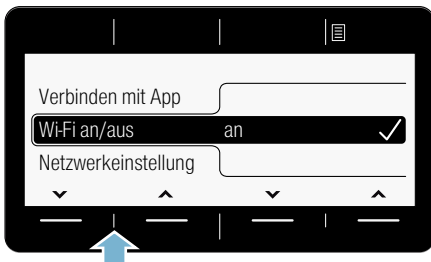 Verbinden mit App
Wi-Fi an/aus an
Netzwerkeinstellung